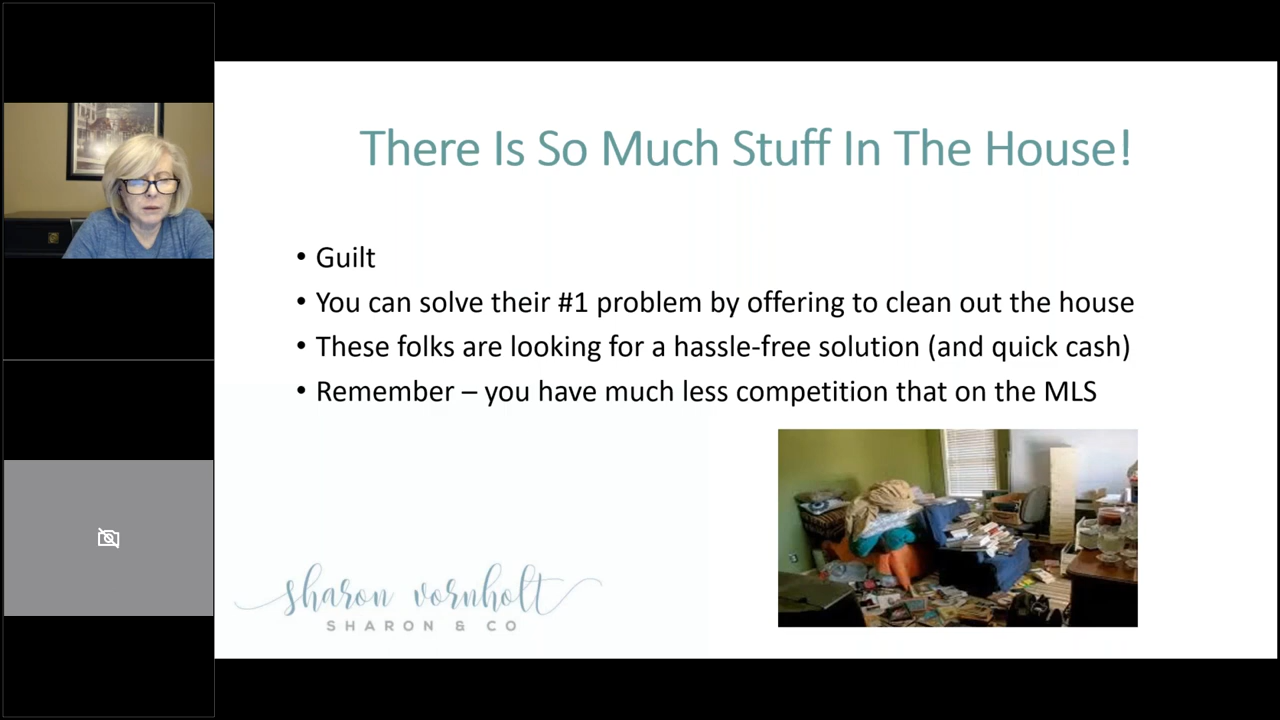 There Is So Much Stuff In The House!
• Guilt
• You can solve their #1 problem by offering to clean out the house
• These folks are looking for a hassle-free solution (and quick cash)
• Remember – you have much less competition that on the MLS
sharon vornholt
SHARON & CO